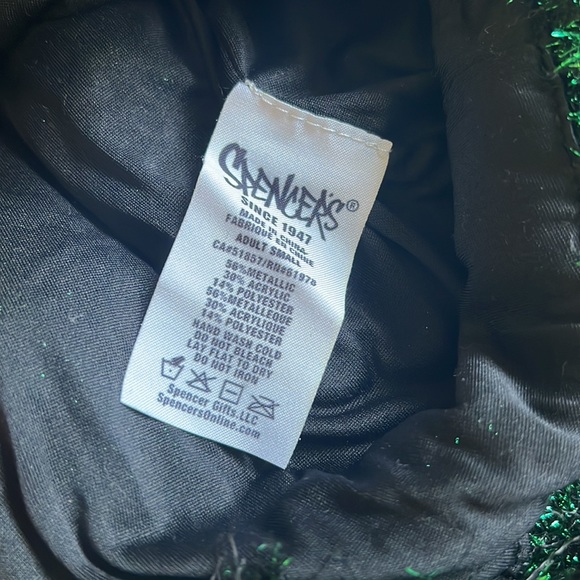 SPENCER'S®
SINCE 1947
MADE IN CHINA.
FABRIQUÉ EN CHINE
ADULT SMALL
CA#51857/RN#61978
56%METALLIC
30% ACRYLIC
14% POLYESTER
56%METALLEQUE
30% ACRYLIQUE
14% POLYESTER
HAND WASH COLD
DO NOT BLEACH
LAY FLAT TO DRY
DO NOT IRON
Spencer Gifts,LLC
SpencersOnline.com